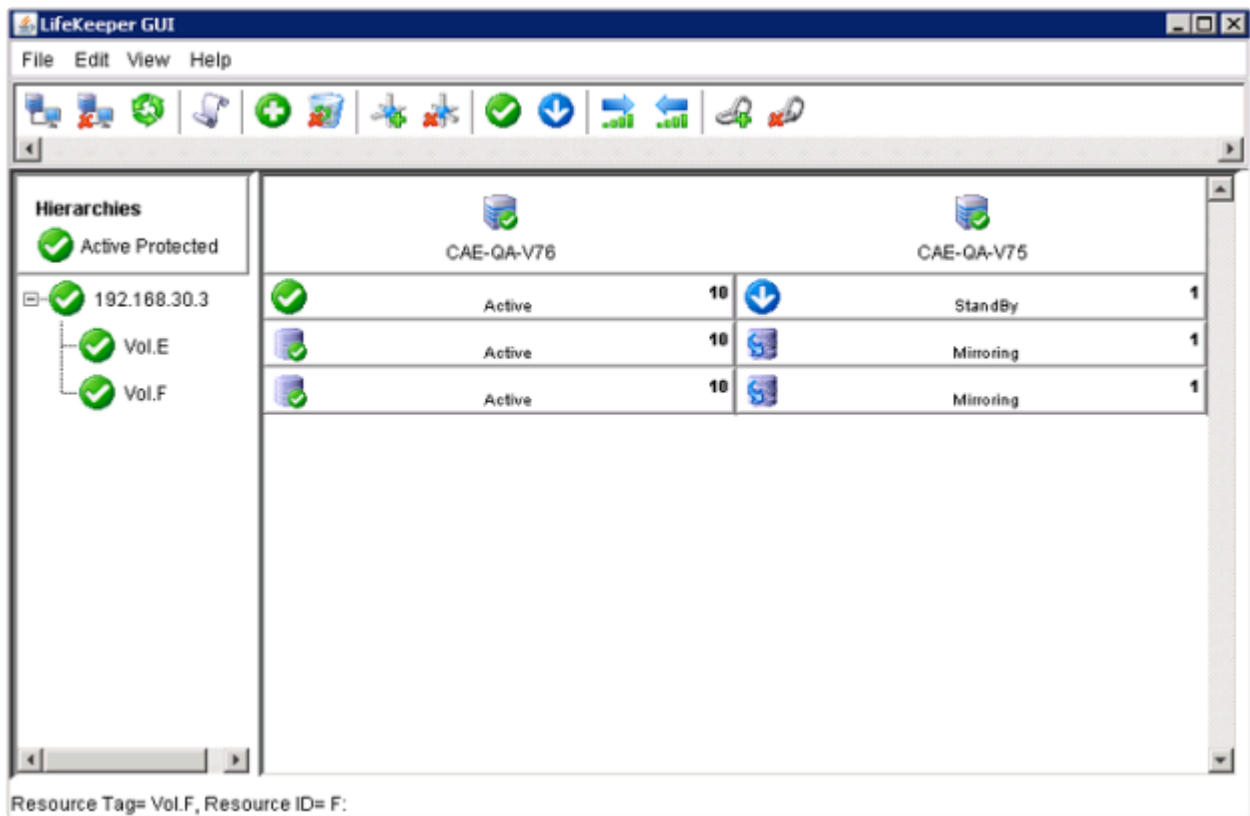 LifeKeeper GUI
File Edit View Help
Hierarchies
Active Protected
CAE-QA-V76 CAE-QA-V75
192.168.30.3 Active 10 StandBy 1
Vol.E Active 10 Mirroring 1
Vol.F Active 10 Mirroring 1
Resource Tag= Vol.F, Resource ID= F: